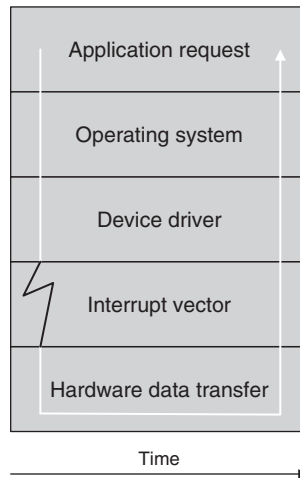 Application request
Operating system
Device driver
Interrupt vector
Hardware data transfer
Time